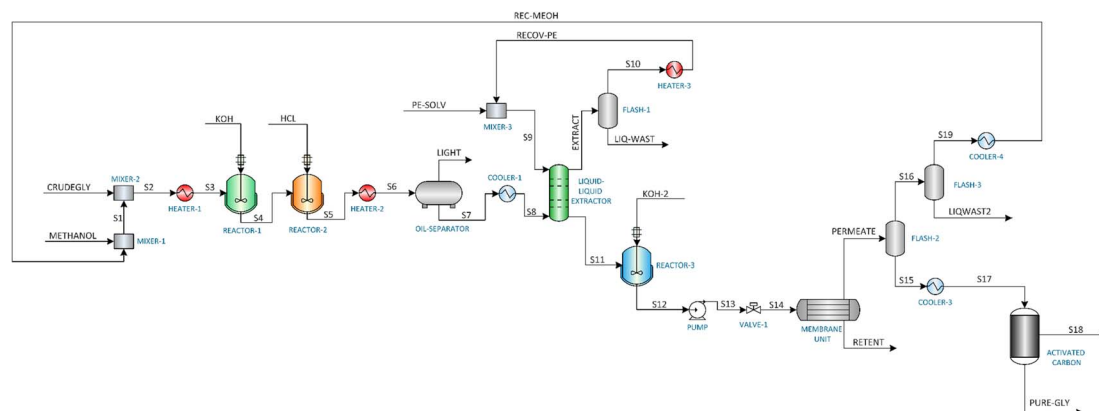 REC-MEOH
RECOV-PE
S10
HEATER-3
PE-SOLV
MIXER-3
FLASH-1
S9
EXTRACT
LIQ-WAST
KOH
HCL
LIGHT
COOLER-1
LIQUID-
LIQUID
EXTRACTOR
S19
COOLER-4
FLASH-3
S16
LIQWAST2
MIXER-2
CRUDEGLY
S2
S3
HEATER-1
S4
REACTOR-1
S5
REACTOR-2
HEATER-2
S6
OIL-SEPARATOR
S7
S8
S1
METHANOL
MIXER-1
KOH-2
S11
REACTOR-3
PERMEATE
FLASH-2
S15
COOLER-3
S17
S12
PUMP
S13
VALVE-1
S14
MEMBRANE
UNIT
RETENT
S18
ACTIVATED
CARBON
PURE-GLY